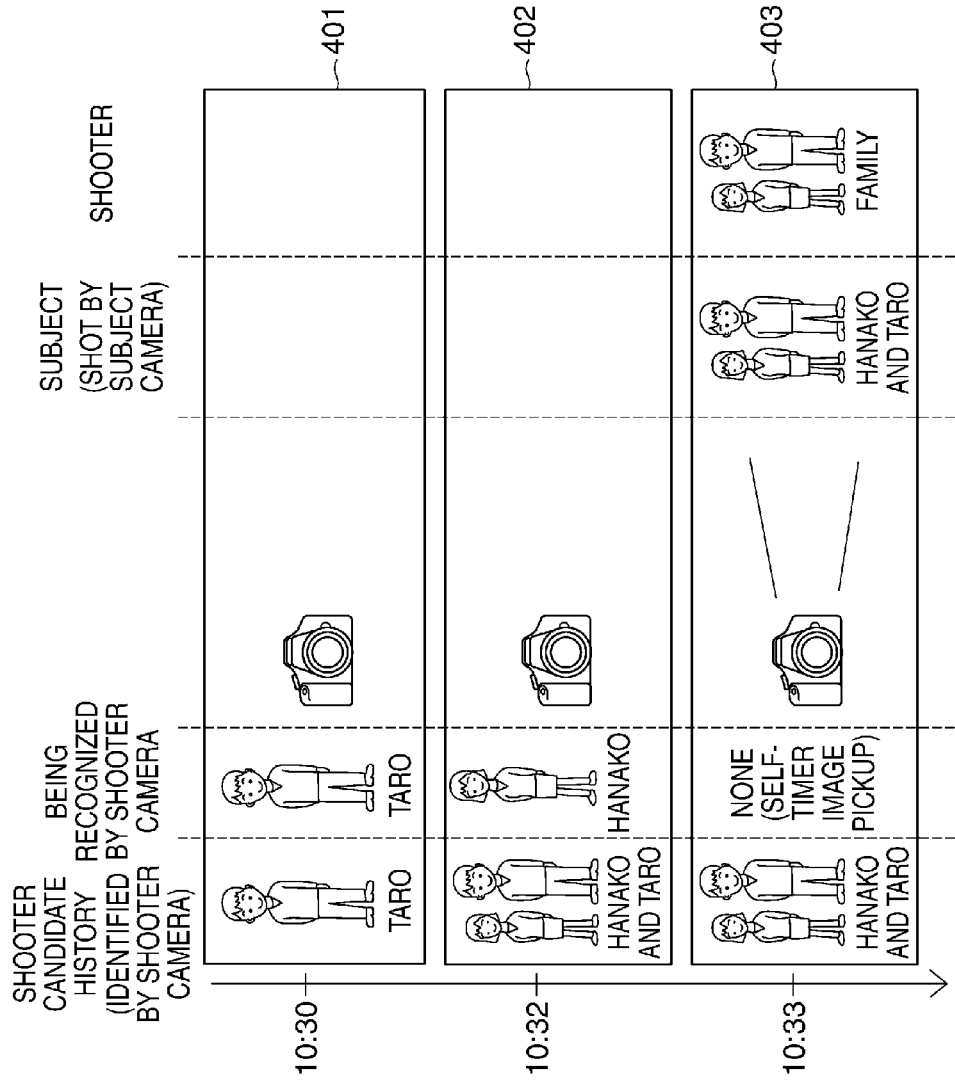 SHOOTER
CANDIDATE
HISTORY
(IDENTIFIED
BY SHOOTER
CAMERA)
BEING
RECOGNIZED
BY SHOOTER
CAMERA
SUBJECT
(SHOT BY
SUBJECT
CAMERA)
SHOOTER
10:30
TARO
TARO
401
10:32
HANAKO
AND TARO
HANAKO
402
10:33
HANAKO
AND TARO
NONE
(SELF-
TIMER
IMAGE
PICKUP)
HANAKO
AND TARO
FAMILY
403